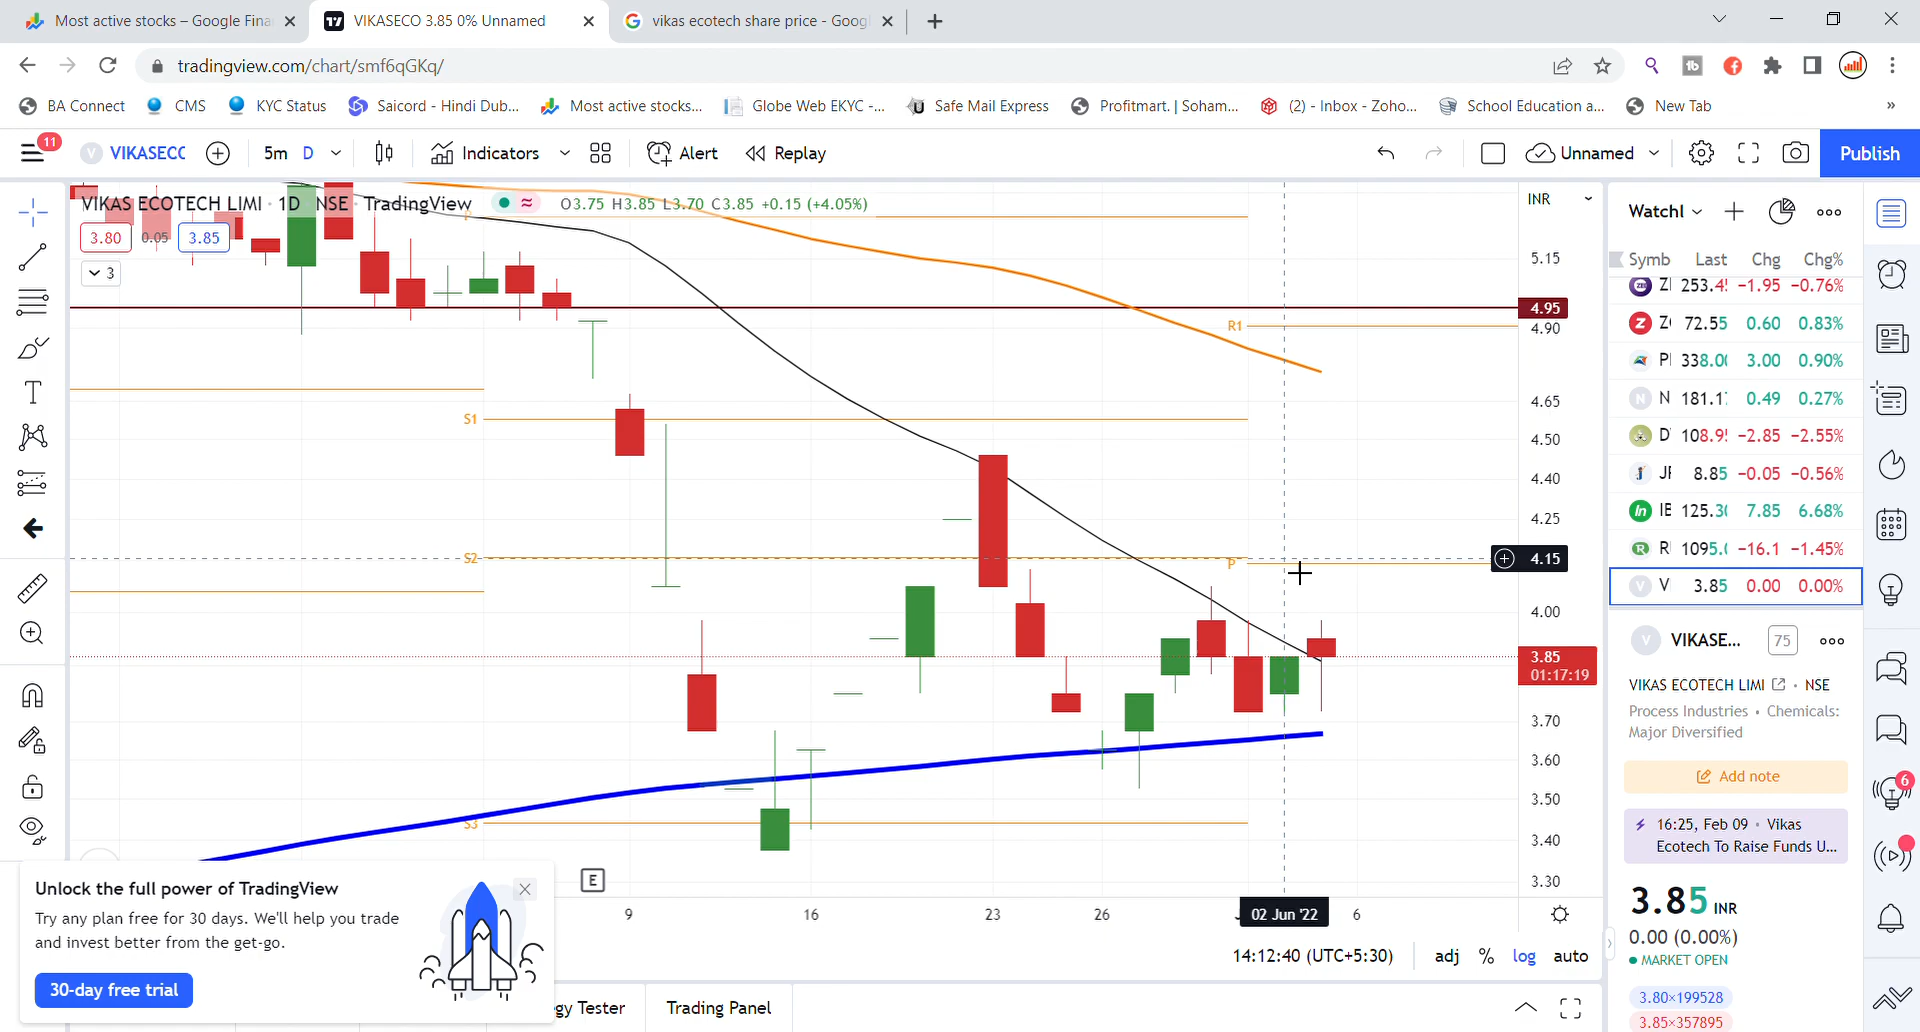 Most active stocks – Google Fina
VIKASECO 3.85 0% Unnamed
vikas ecotech share price - Googl
tradingview.com/chart/smf6qGKq/
BA Connect
CMS
KYC Status
Saicord - Hindi Dub...
Most active stocks...
Globe Web EKYC -...
Safe Mail Express
Profitmart. | Soham...
(2) - Inbox - Zoho...
School Education a...
New Tab
»
11
VIKASECC
5m D
Indicators
Alert
Replay
Unnamed
Publish
VIKAS ECOTECH LIMI · 1D NSE TradingView
O3.75 H3.85 L3.70 C3.85 +0.15 (+4.05%)
3.80 0.05 3.85
3
INR
5.15
4.95
4.90
4.65
4.50
4.40
4.25
4.15
4.00
3.85
01:17:19
3.70
3.60
3.50
3.40
3.30
P
R1
S1
S2
P
S3
E
9
16
23
26
02 Jun '22
6
14:12:40 (UTC+5:30)
adj
%
log
auto
Unlock the full power of TradingView
Try any plan free for 30 days. We'll help you trade
and invest better from the get-go.
30-day free trial
gy Tester
Trading Panel
Watchl
Symb Last Chg Chg%
253.45 −1.95 −0.76%
72.55 0.60 0.83%
338.00 3.00 0.90%
N 181.17 0.49 0.27%
108.95 −2.85 −2.55%
8.85 −0.05 −0.56%
125.30 7.85 6.68%
1095.0 −16.1 −1.45%
V V 3.85 0.00 0.00%
V VIKASE... 75
VIKAS ECOTECH LIMI • NSE
Process Industries • Chemicals:
Major Diversified
Add note
16:25, Feb 09 • Vikas
Ecotech To Raise Funds U...
3.85 INR
0.00 (0.00%)
MARKET OPEN
3.80×199528
3.85×357895
6